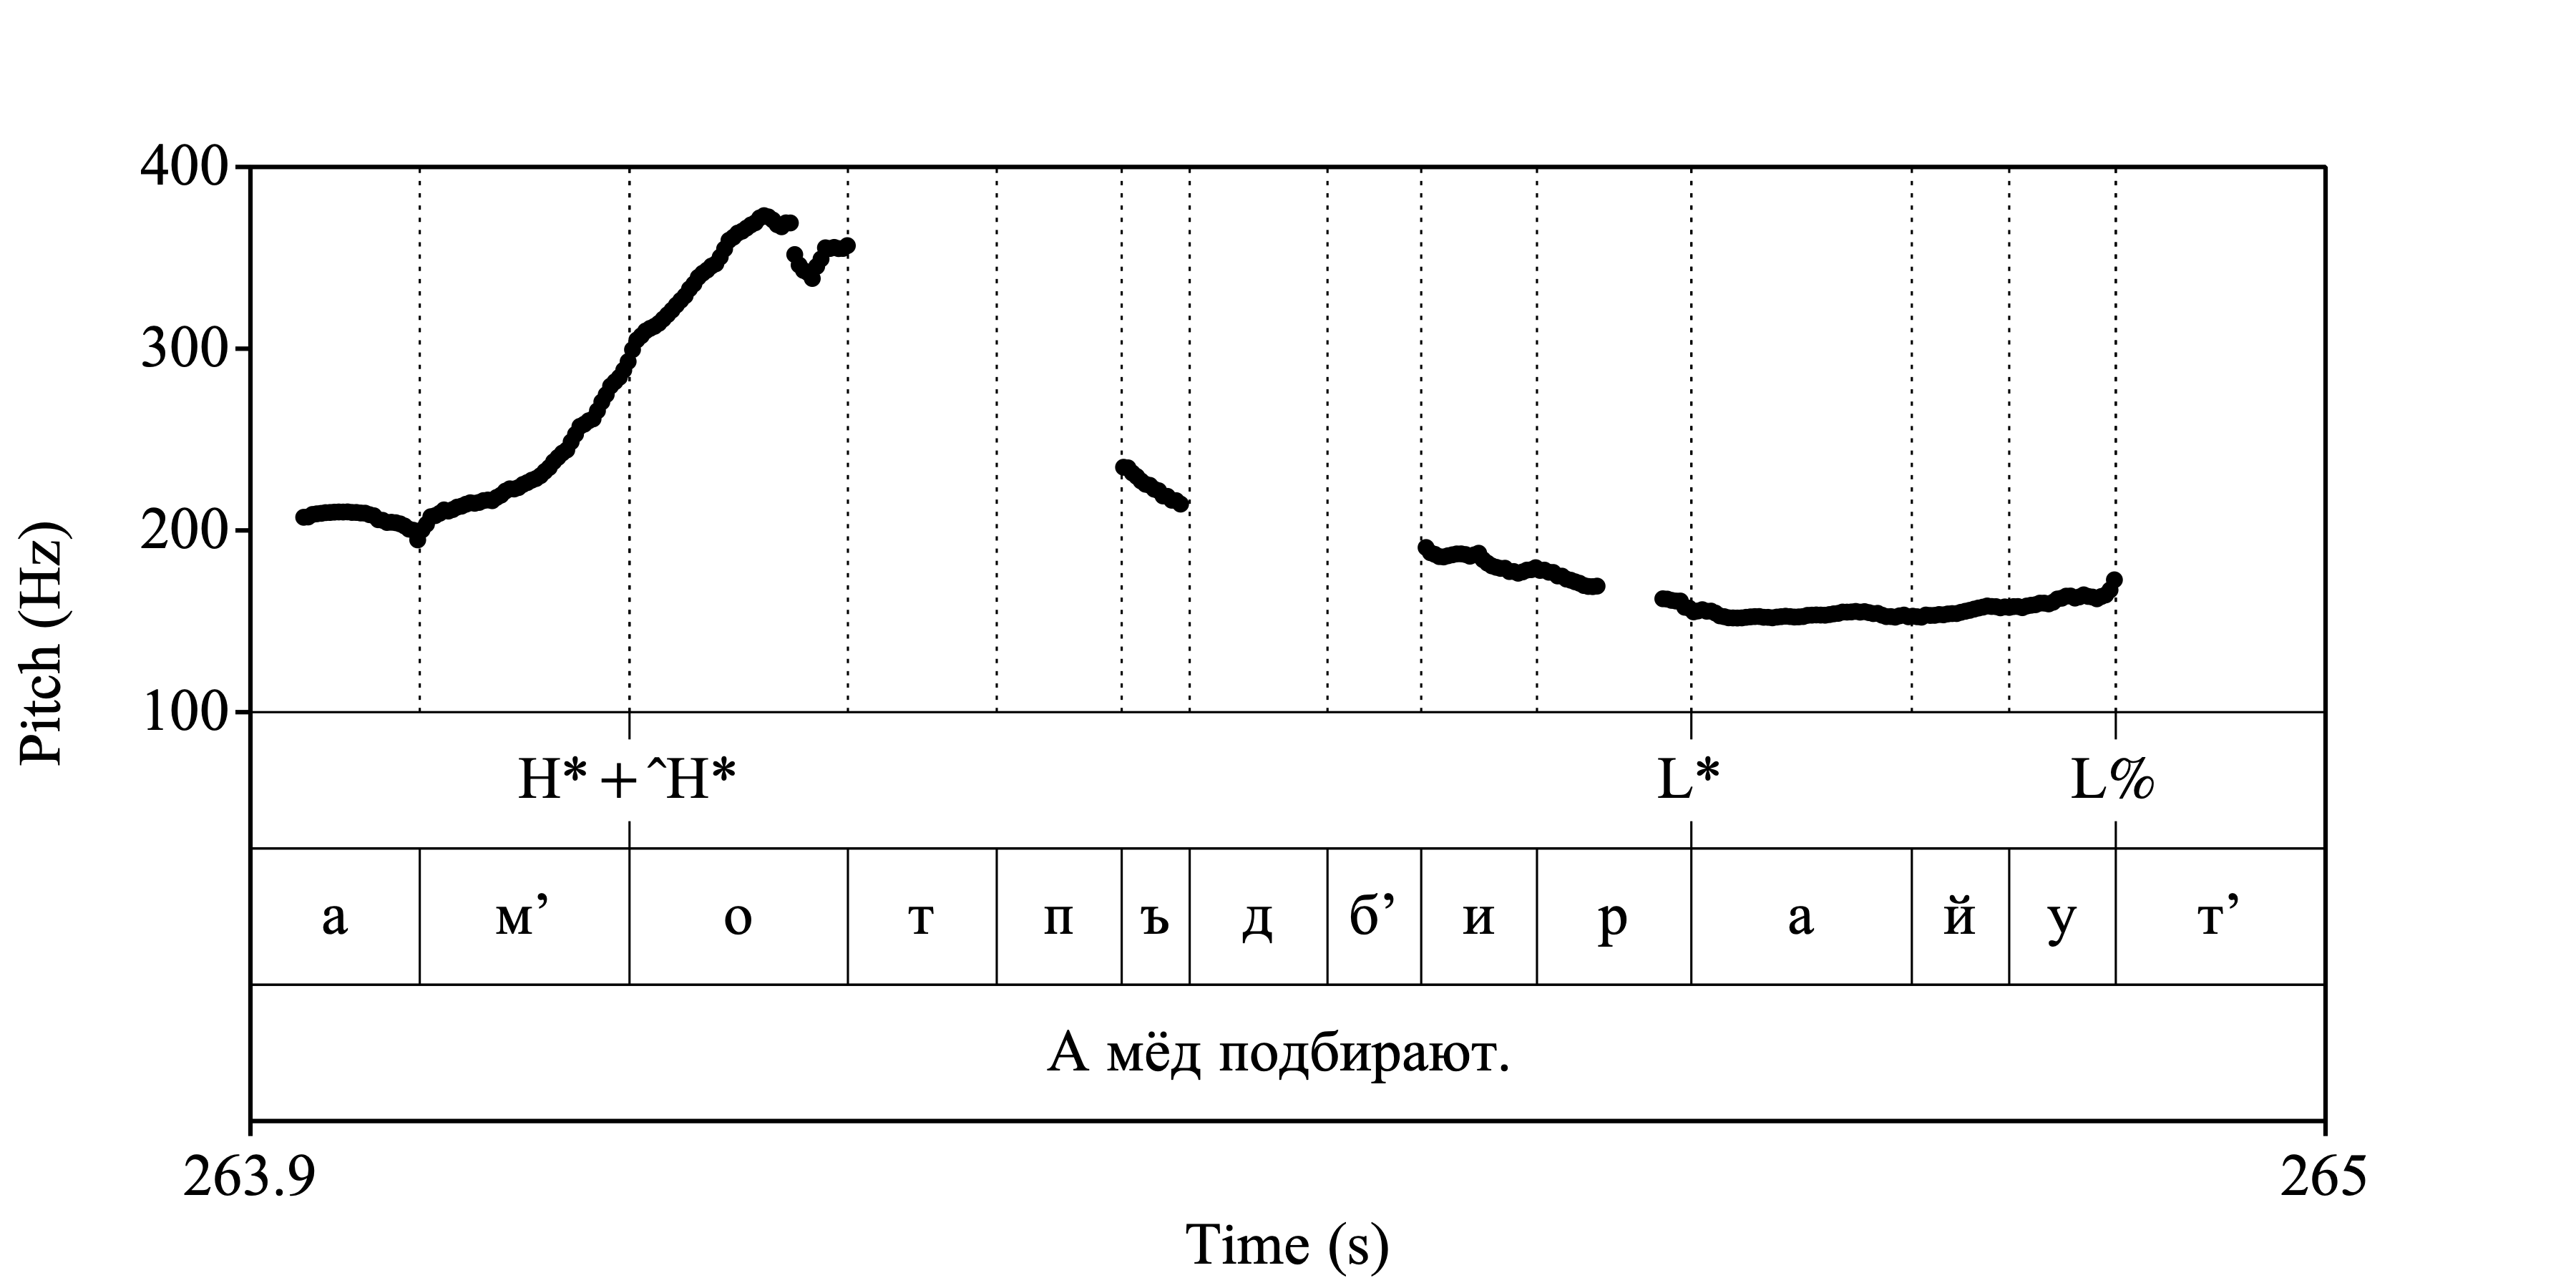 400
300
200
100
Pitch (Hz)
H* + ˆH* L* L%
а м’ о т п ъ д б’ и р а й у т’
А мёд подбирают.
263.9 265
Time (s)